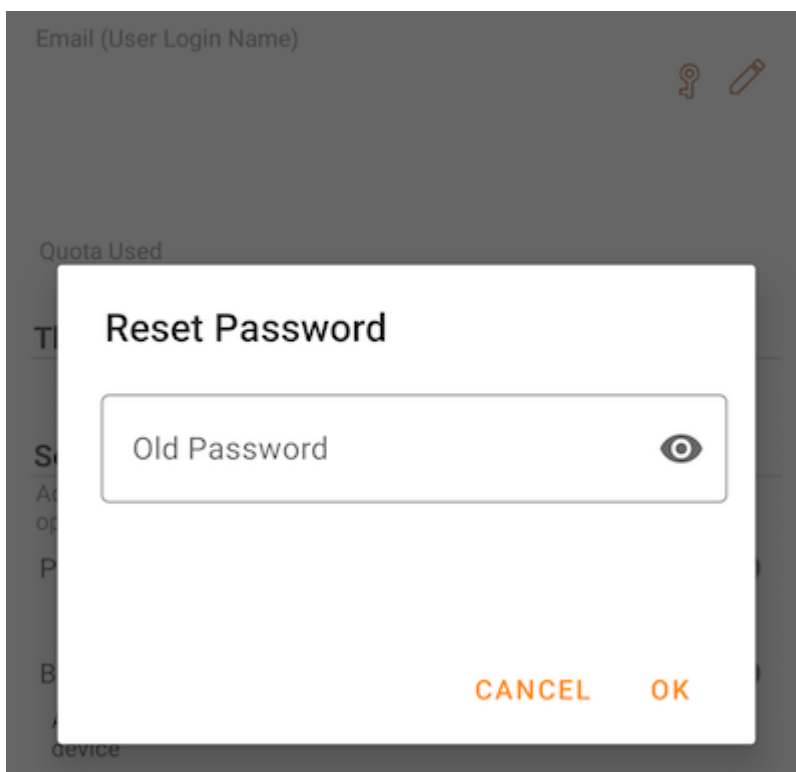 Email (User Login Name)
Quota Used
Reset Password
Old Password
CANCEL
OK
device